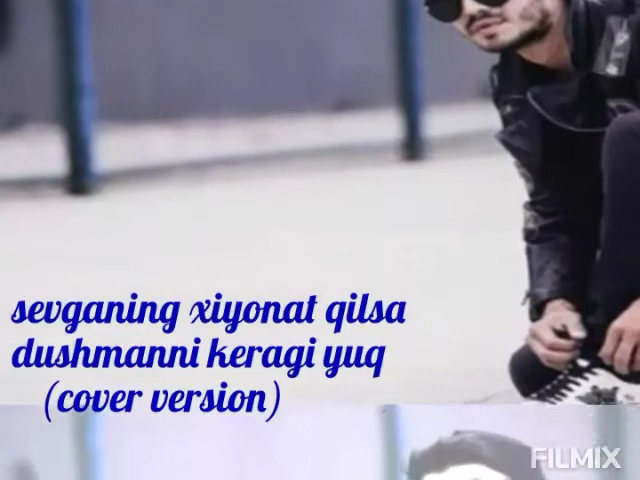 sevganing xiyonat qilsa
dushmanni keragi yuq
(cover version)
FILMIX